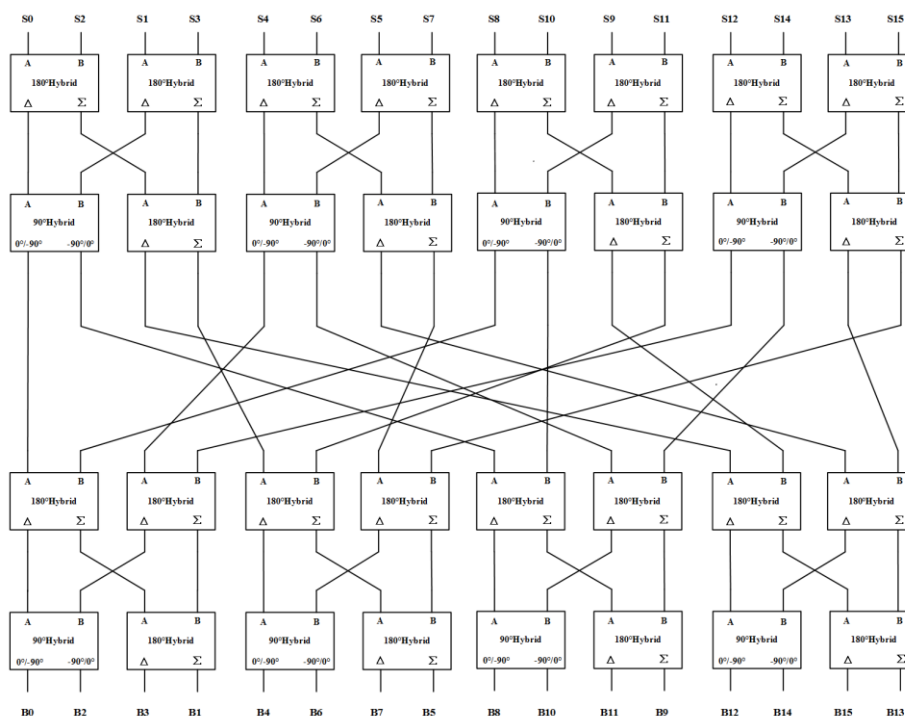 S0 S2 S1 S3 S4 S6 S5 S7 S8 S10 S9 S11 S12 S14 S13 S15
A B A B A B A B A B A B A B A B
180°Hybrid 180°Hybrid 180°Hybrid 180°Hybrid 180°Hybrid 180°Hybrid 180°Hybrid 180°Hybrid
Δ Σ Δ Σ Δ Σ Δ Σ Δ Σ Δ Σ Δ Σ Δ Σ
A B A B A B A B A B A B A B A B
90°Hybrid 180°Hybrid 90°Hybrid 180°Hybrid 90°Hybrid 180°Hybrid 90°Hybrid 180°Hybrid
0°/-90° -90°/0° Δ Σ 0°/-90° -90°/0° Δ Σ 0°/-90° -90°/0° Δ Σ 0°/-90° -90°/0° Δ Σ
A B A B A B A B A B A B A B A B
180°Hybrid 180°Hybrid 180°Hybrid 180°Hybrid 180°Hybrid 180°Hybrid 180°Hybrid 180°Hybrid
Δ Σ Δ Σ Δ Σ Δ Σ Δ Σ Δ Σ Δ Σ Δ Σ
A B A B A B A B A B A B A B A B
90°Hybrid 180°Hybrid 90°Hybrid 180°Hybrid 90°Hybrid 180°Hybrid 90°Hybrid 180°Hybrid
0°/-90° -90°/0° Δ Σ 0°/-90° -90°/0° Δ Σ 0°/-90° -90°/0° Δ Σ 0°/-90° -90°/0° Δ Σ
B0 B2 B3 B1 B4 B6 B7 B5 B8 B10 B11 B9 B12 B14 B15 B13